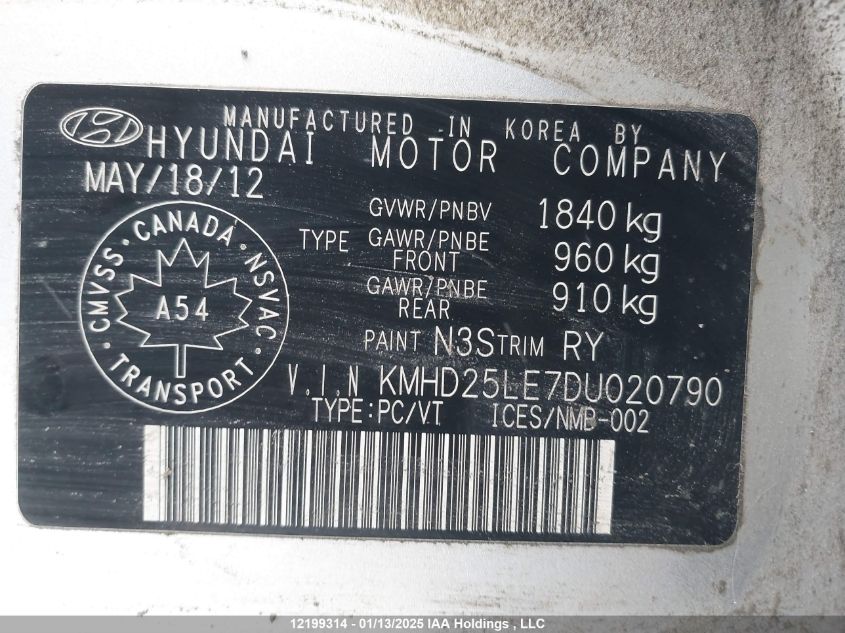 MANUFACTURED IN KOREA BY
HYUNDAI MOTOR COMPANY
MAY/18/12
GVWR/PNBV 1840 kg
TYPE GAWR/PNBE FRONT 960 kg
GAWR/PNBE REAR 910 kg
CANADA
CMVSS · NSVAC
A54
TRANSPORT
PAINT N3S TRIM RY
V.I.N KMHD25LE7DU020790
TYPE:PC/VT ICES/NMB-002
12199314 - 01/13/2025 IAA Holdings , LLC